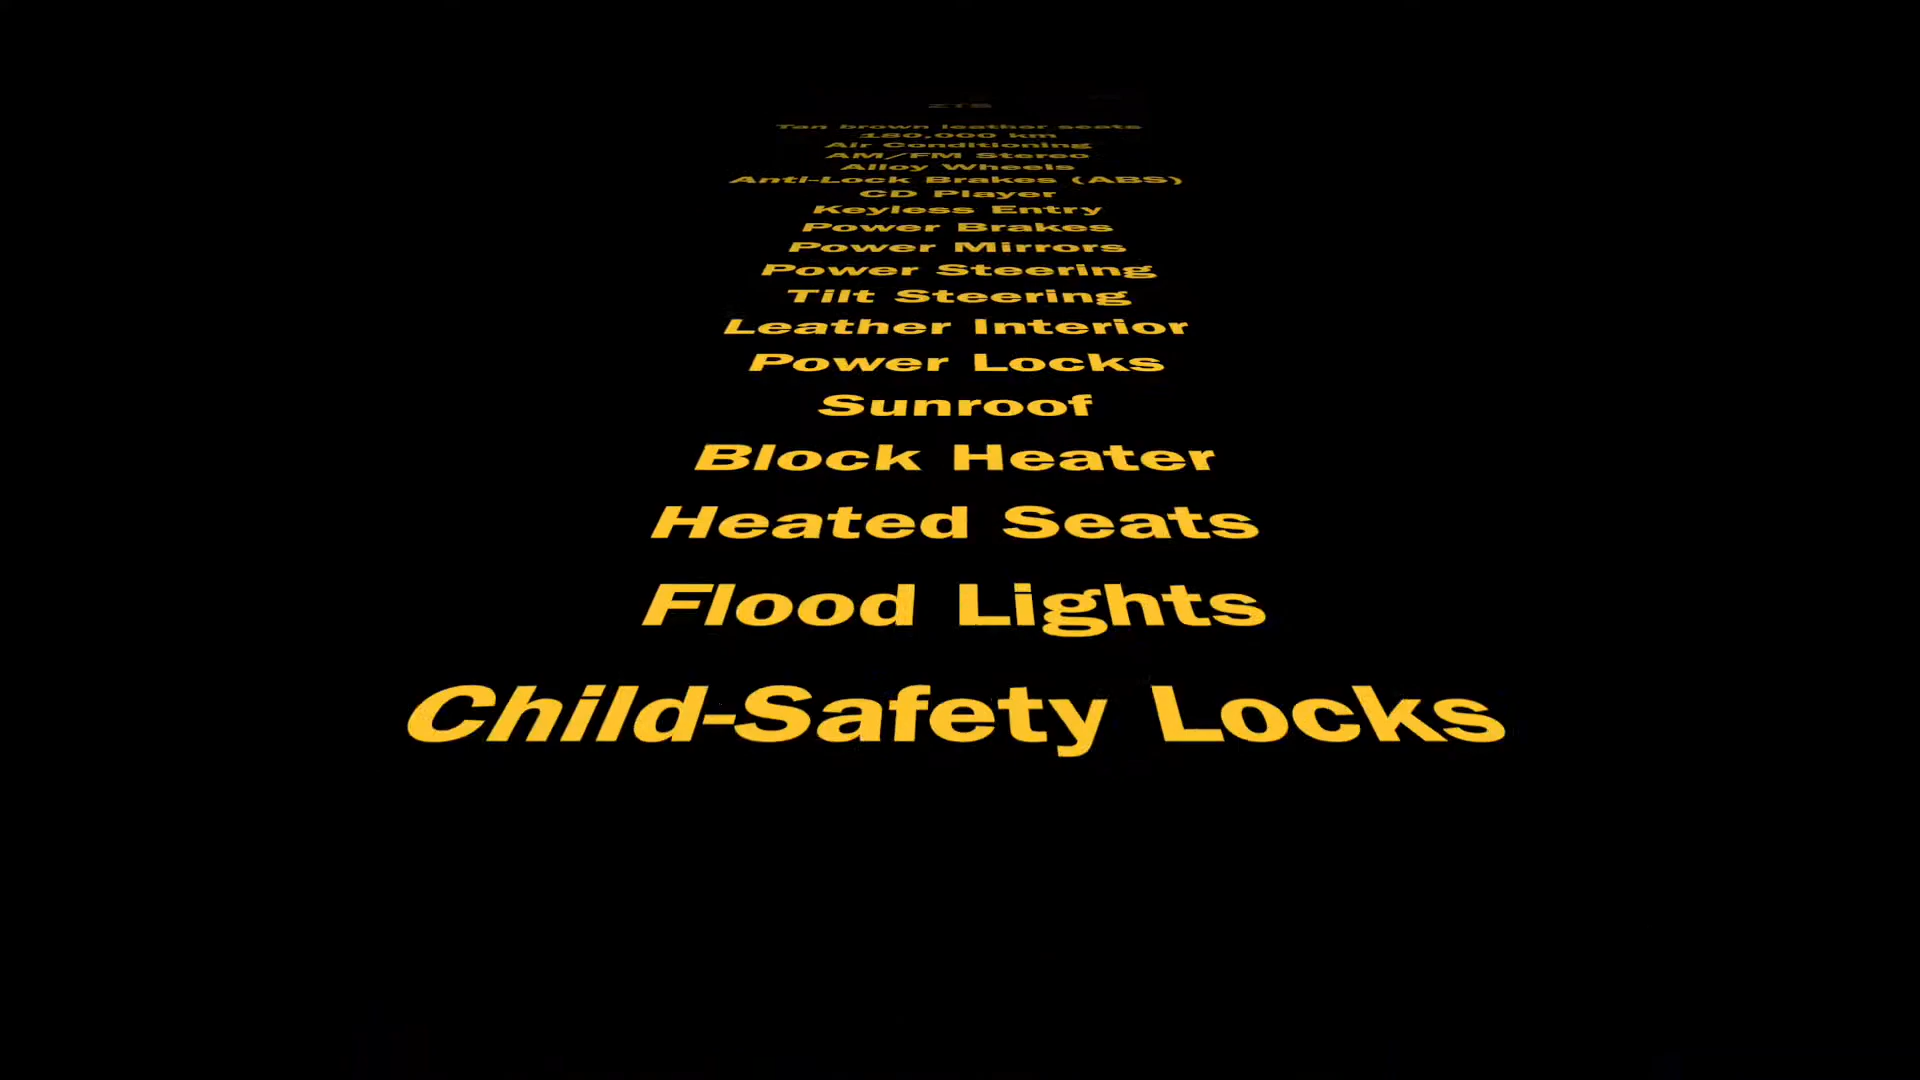 ZTS
Tan brown leather seats
180,000 km
Air Conditioning
AM/FM Stereo
Alloy Wheels
Anti-Lock Brakes (ABS)
CD Player
Keyless Entry
Power Brakes
Power Mirrors
Power Steering
Tilt Steering
Leather Interior
Power Locks
Sunroof
Block Heater
Heated Seats
Flood Lights
Child-Safety Locks